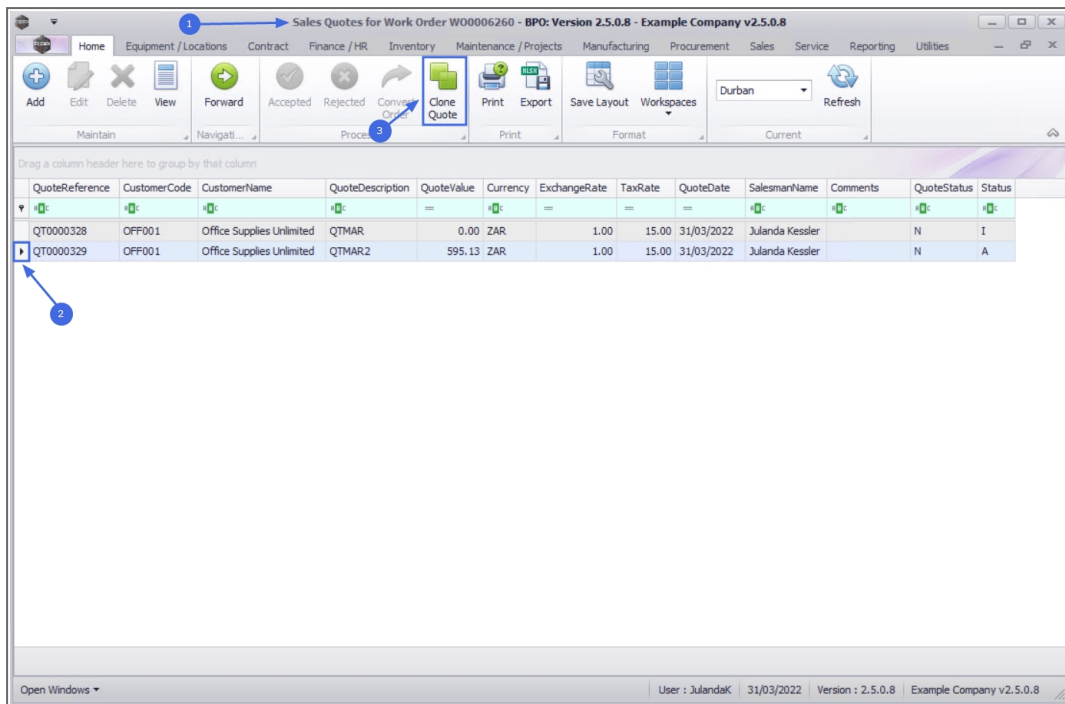 1
Sales Quotes for Work Order WO0006260 - BPO: Version 2.5.0.8 - Example Company v2.5.0.8
Home Equipment / Locations Contract Finance / HR Inventory Maintenance / Projects Manufacturing Procurement Sales Service Reporting Utilities
Add Edit Delete View Forward Accepted Rejected Convert Order Clone Quote Print Export Save Layout Workspaces Durban Refresh
3
Maintain Navigati... Proces Print Format Current
Drag a column header here to group by that column
QuoteReference CustomerCode CustomerName QuoteDescription QuoteValue Currency ExchangeRate TaxRate QuoteDate SalesmanName Comments QuoteStatus Status
QT0000328 OFF001 Office Supplies Unlimited QTMAR 0.00 ZAR 1.00 15.00 31/03/2022 Julanda Kessler N I
QT0000329 OFF001 Office Supplies Unlimited QTMAR2 595.13 ZAR 1.00 15.00 31/03/2022 Julanda Kessler N A
2
Open Windows User : JulandaK 31/03/2022 Version : 2.5.0.8 Example Company v2.5.0.8